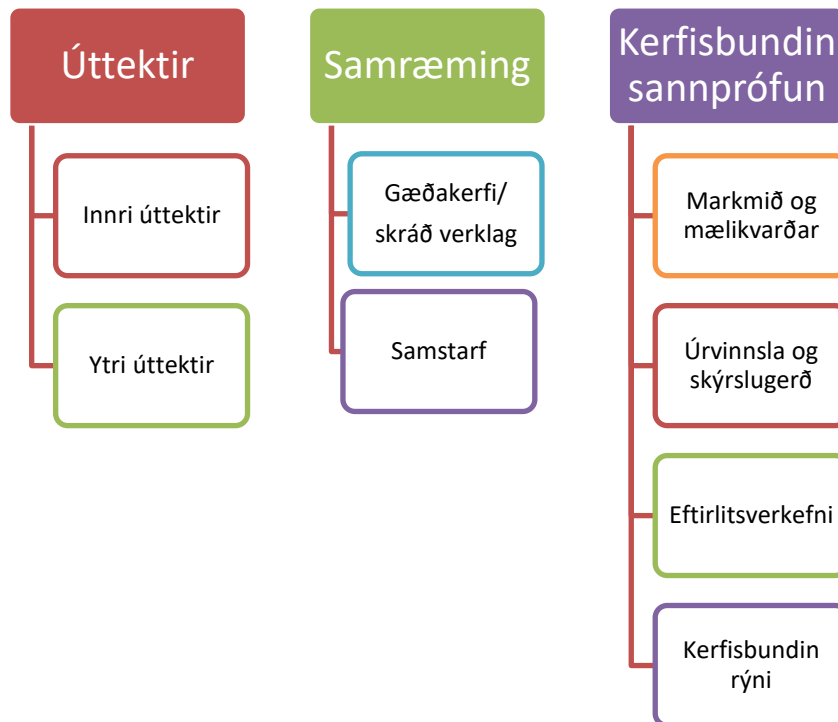 Úttektir
Innri úttektir
Ytri úttektir
Samræming
Gæðakerfi/
skráð verklag
Samstarf
Kerfisbundin
sannprófun
Markmið og
mælikvarðar
Úrvinnsla og
skýrslugerð
Eftirlitsverkefni
Kerfisbundin
rýni